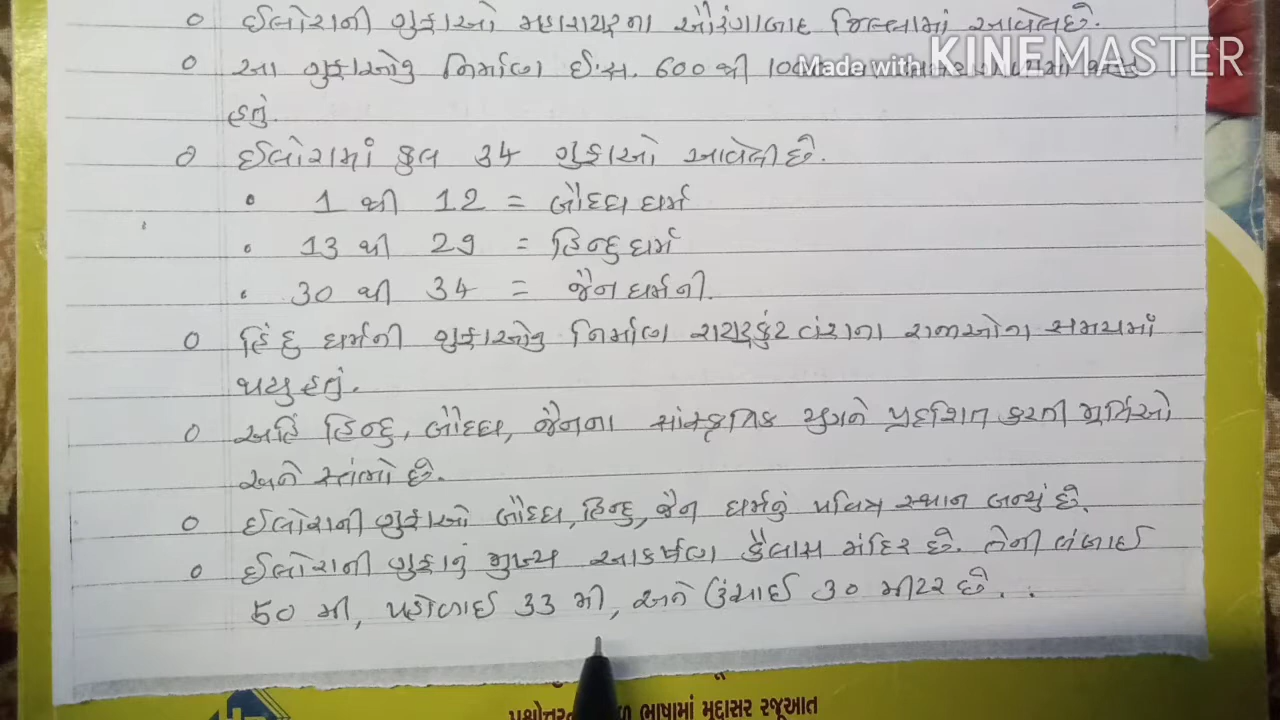 ઈલોરાની ગુફાઓ મહારાષ્ટ્રના ઔરંગાબાદ જિલ્લામાં આવેલ છે.
આ ગુફાઓનુ નિર્માણ ઈ.સ. 600 થી
Made with KINEMASTER
હતું.
ઈલોરામાં કુલ 34 ગુફાઓ આવેલી છે.
1 થી 12 = બૌદ્ધ ધર્મ
13 થી 29 = હિન્દુ ધર્મ
30 થી 34 = જૈન ધર્મની.
હિંદુ ધર્મની ગુફાઓનુ નિર્માણ રાષ્ટ્રકુંટ વંશના રાજાઓના સમયમાં
થયુ હતું.
અહિં હિન્દુ, બૌદ્ધ, જૈનના સાંસ્કૃતિક યુગને પ્રદર્શિત કરતી મૂર્તિઓ
અને સ્તંભો છે.
ઈલોરાની ગુફાઓ બૌદ્ધ, હિન્દુ, જૈન ધર્મનું પવિત્ર સ્થાન બન્યું છે.
ઈલોરાની ગુફાનું મુખ્ય આકર્ષણ કૈલાસ મંદિર છે. તેની લંબાઈ
50 મી, પહોળાઈ 33 મી, અને ઉંચાઈ 30 મીટર છે.
ભાષામાં મુદ્દાસર રજૂઆત